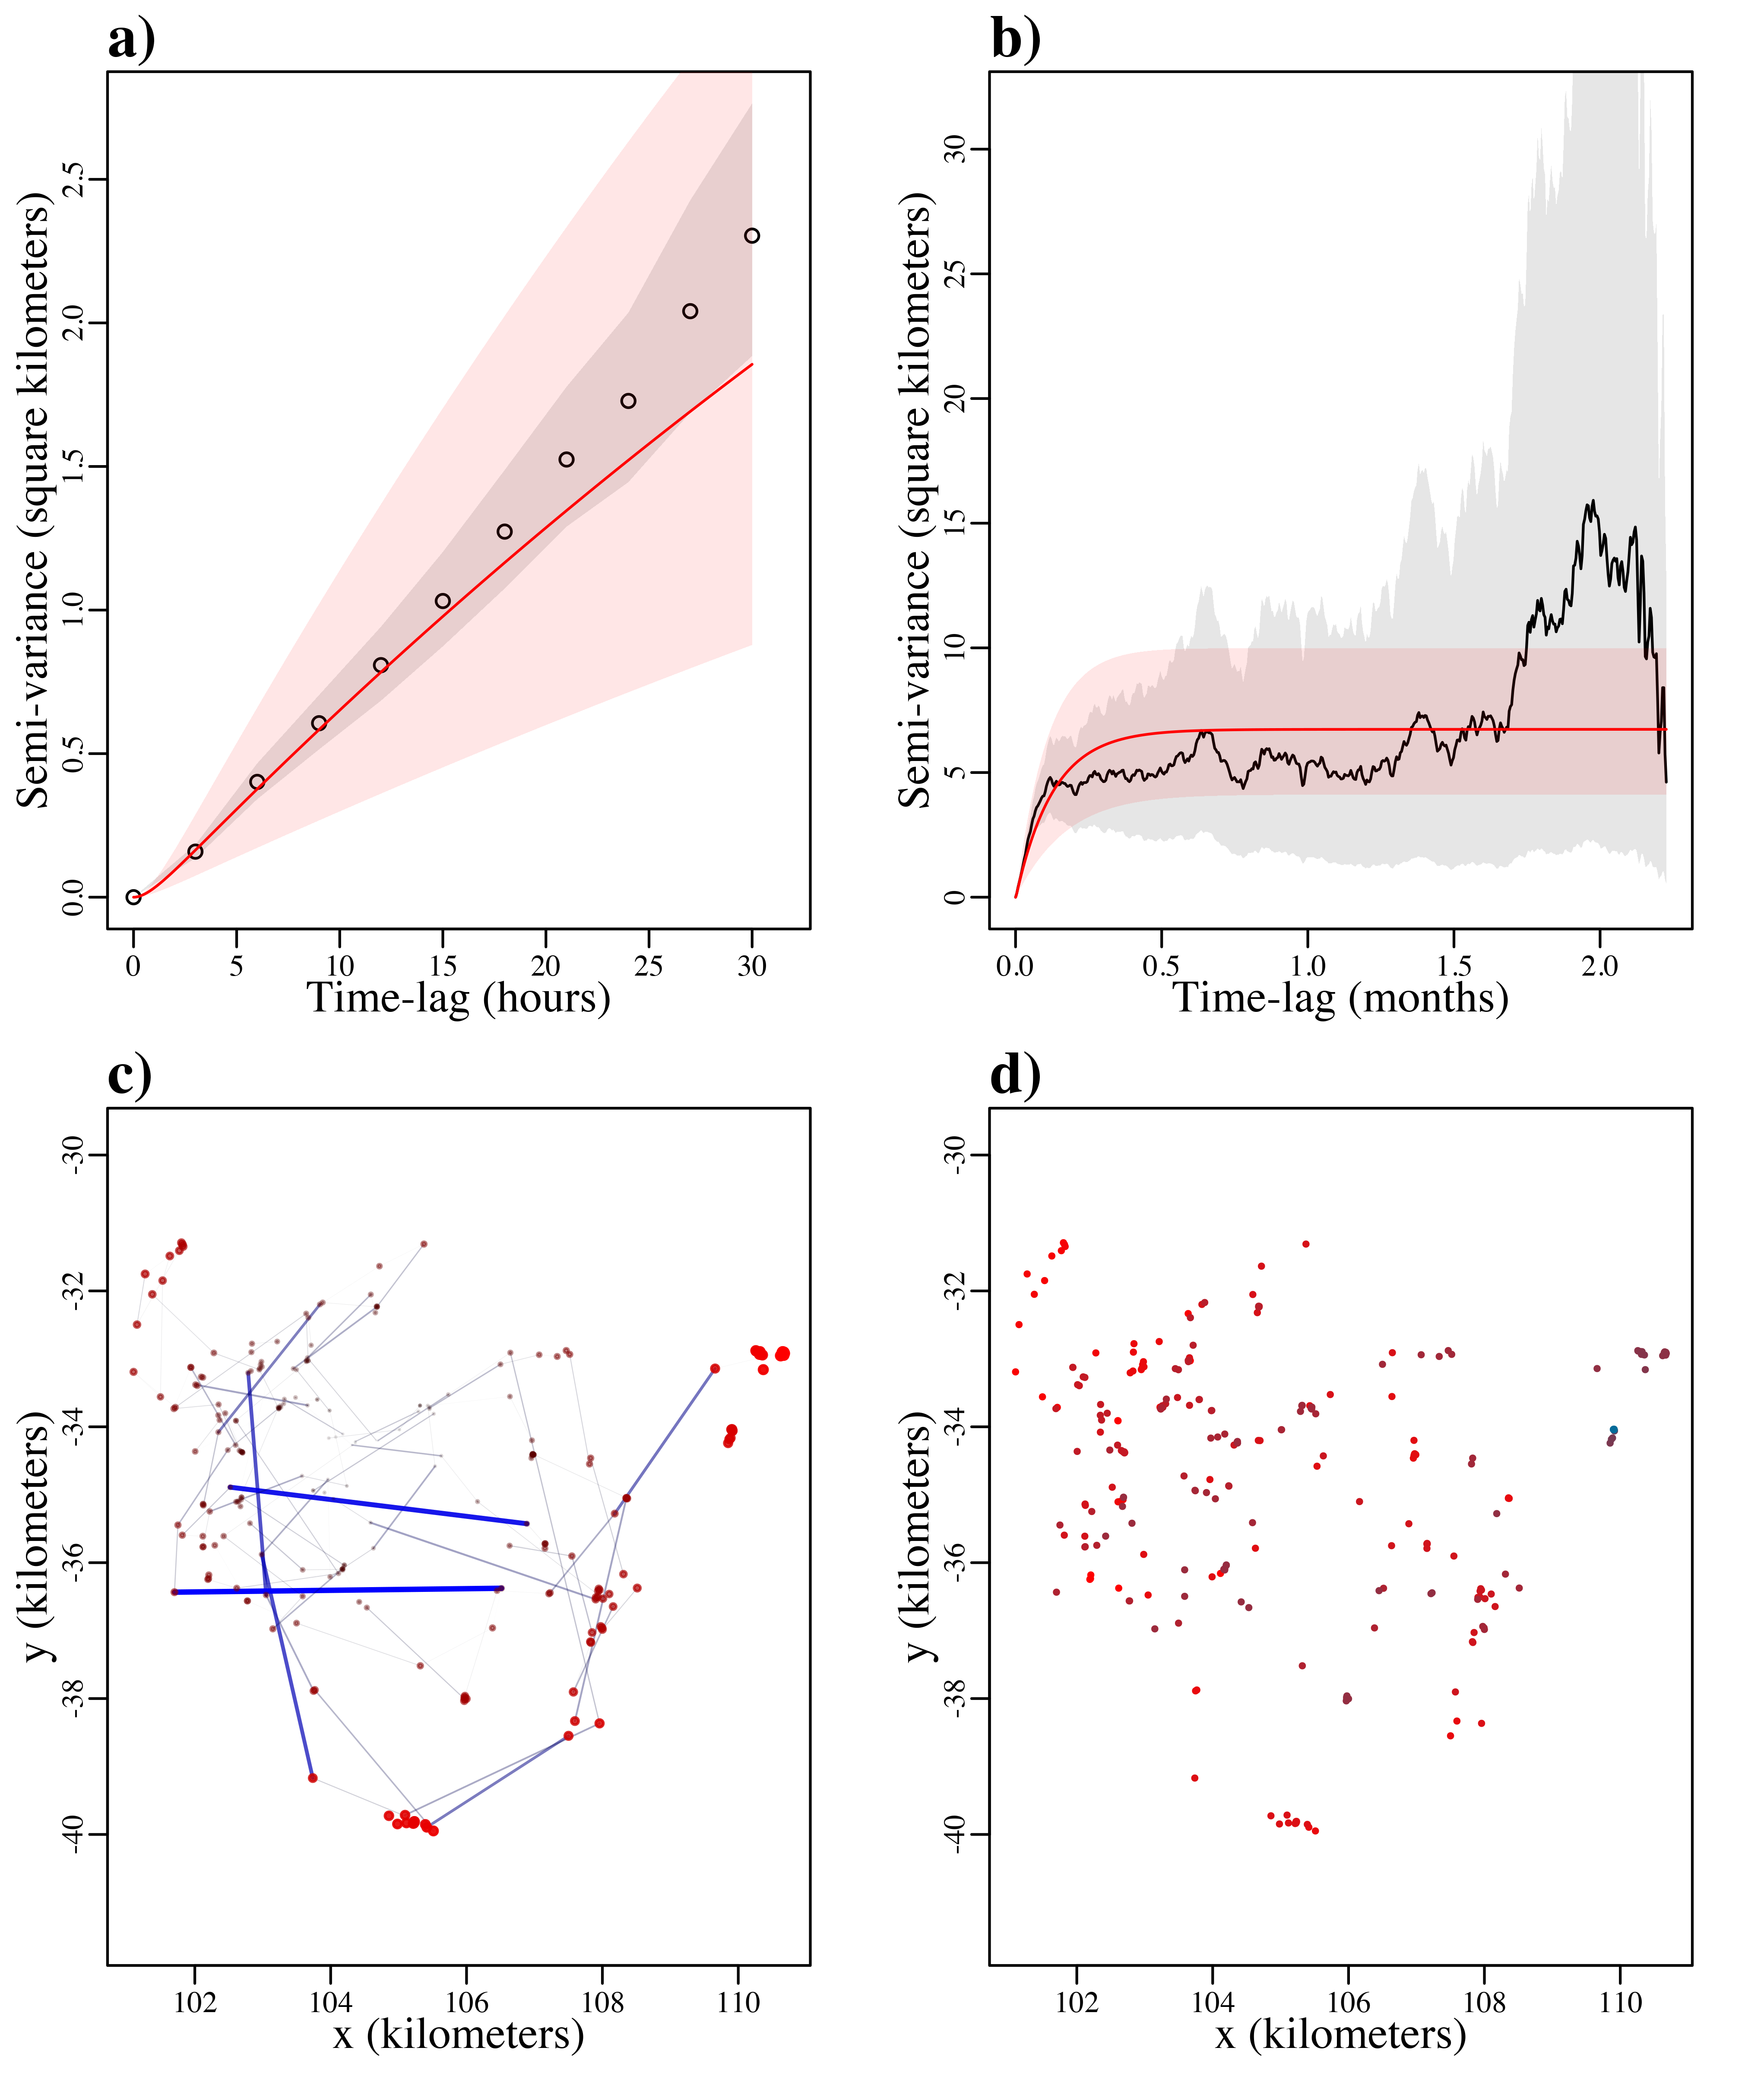 a)
Semi-variance (square kilometers)
0.0 0.5 1.0 1.5 2.0 2.5
0 5 10 15 20 25 30
Time-lag (hours)
b)
Semi-variance (square kilometers)
0 5 10 15 20 25 30
0.0 0.5 1.0 1.5 2.0
Time-lag (months)
c)
y (kilometers)
-40 -38 -36 -34 -32 -30
102 104 106 108 110
x (kilometers)
d)
y (kilometers)
-40 -38 -36 -34 -32 -30
102 104 106 108 110
x (kilometers)